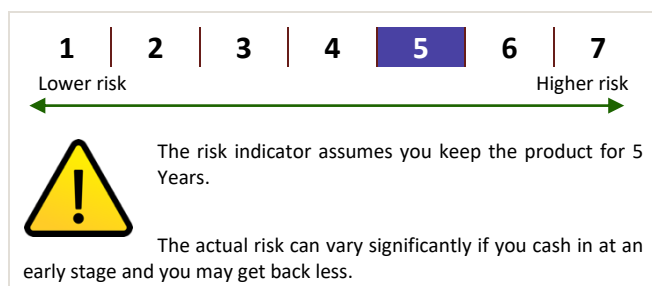 1 2 3 4 5 6 7
Lower risk Higher risk
The risk indicator assumes you keep the product for 5
Years.
The actual risk can vary significantly if you cash in at an
early stage and you may get back less.